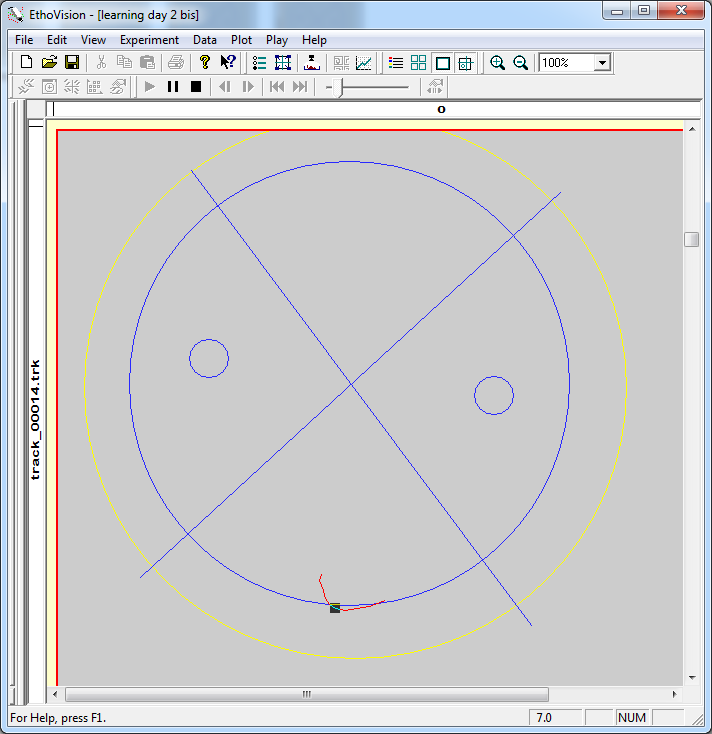 EthoVision - [learning day 2 bis]
File Edit View Experiment Data Plot Play Help
100%
o
track_00014.trk
For Help, press F1.
7.0
NUM